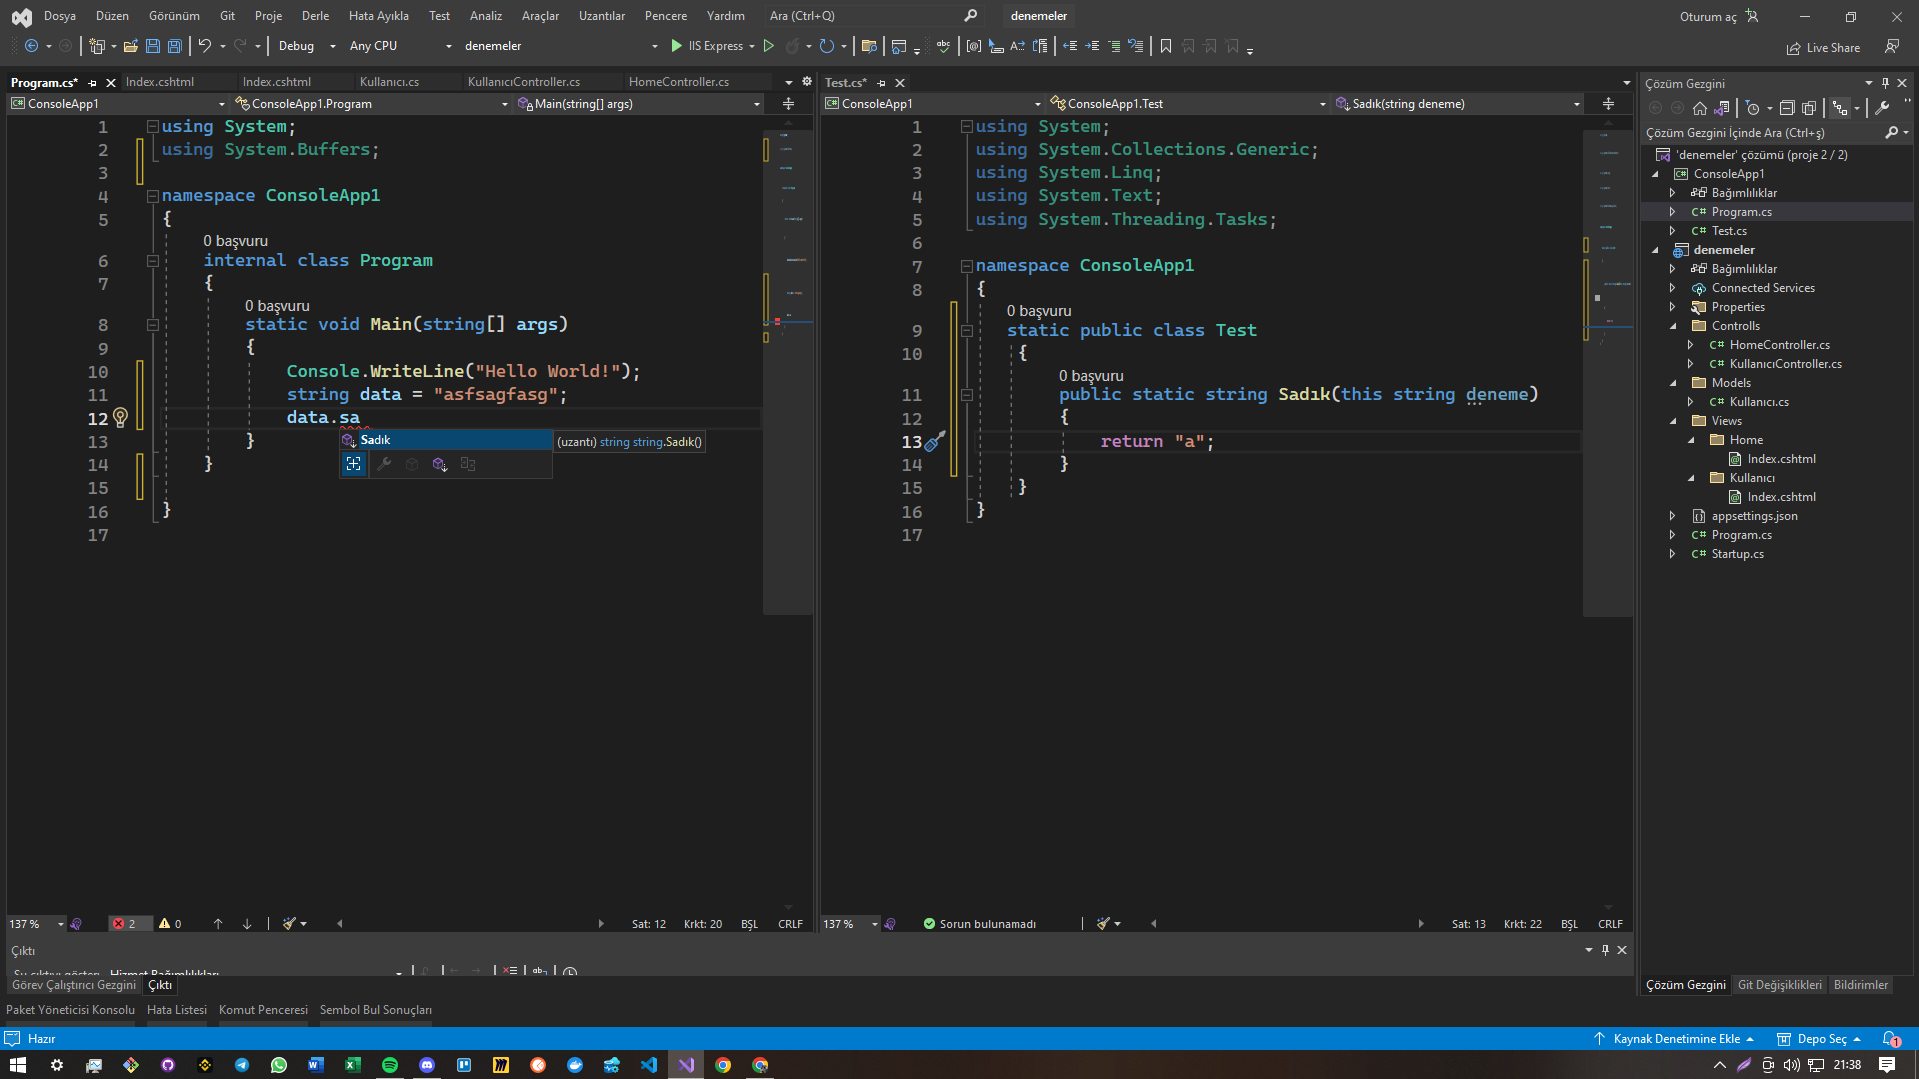 Dosya Düzen Görünüm Git Proje Derle Hata Ayıkla Test Analiz Araçlar Uzantılar Pencere Yardım Ara (Ctrl+Q) denemeler Oturum aç
Debug Any CPU denemeler IIS Express Live Share
Program.cs* Index.cshtml Index.cshtml Kullanıcı.cs KullanıcıController.cs HomeController.cs
ConsoleApp1 ConsoleApp1.Program Main(string[] args)
1 using System;
2 using System.Buffers;
3
4 namespace ConsoleApp1
5 {
0 başvuru
6 internal class Program
7 {
0 başvuru
8 static void Main(string[] args)
9 {
10 Console.WriteLine("Hello World!");
11 string data = "asfsagfasg";
12 data.sa
Sadık (uzantı) string string.Sadık()
13 }
14 }
15
16 }
17
137 % 2 0 Sat: 12 Krkt: 20 BŞL CRLF
Test.cs*
ConsoleApp1 ConsoleApp1.Test Sadık(string deneme)
1 using System;
2 using System.Collections.Generic;
3 using System.Linq;
4 using System.Text;
5 using System.Threading.Tasks;
6
7 namespace ConsoleApp1
8 {
0 başvuru
9 static public class Test
10 {
0 başvuru
11 public static string Sadık(this string deneme)
12 {
13 return "a";
14 }
15 }
16 }
17
137 % Sorun bulunamadı Sat: 13 Krkt: 22 BŞL CRLF
Çözüm Gezgini
Çözüm Gezgini İçinde Ara (Ctrl+ş)
'denemeler' çözümü (proje 2 / 2)
ConsoleApp1
Bağımlılıklar
C# Program.cs
C# Test.cs
denemeler
Bağımlılıklar
Connected Services
Properties
Controlls
C# HomeController.cs
C# KullanıcıController.cs
Models
C# Kullanıcı.cs
Views
Home
Index.cshtml
Kullanıcı
Index.cshtml
appsettings.json
C# Program.cs
C# Startup.cs
Çözüm Gezgini Git Değişiklikleri Bildirimler
Çıktı
Şu çıktıyı göster: Hizmet Bağımlılıkları
Görev Çalıştırıcı Gezgini Çıktı
Paket Yöneticisi Konsolu Hata Listesi Komut Penceresi Sembol Bul Sonuçları
Hazır Kaynak Denetimine Ekle Depo Seç 1
21:38